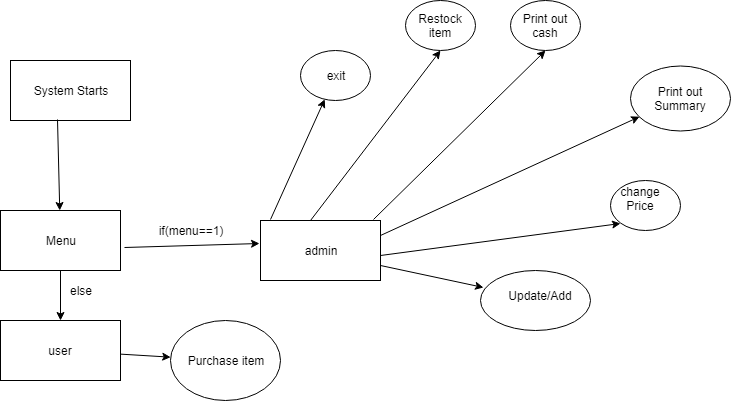 Restock
item
Print out
cash
exit
System Starts
Print out
Summary
change
Price
Menu
if(menu==1)
admin
else
Update/Add
user
Purchase item